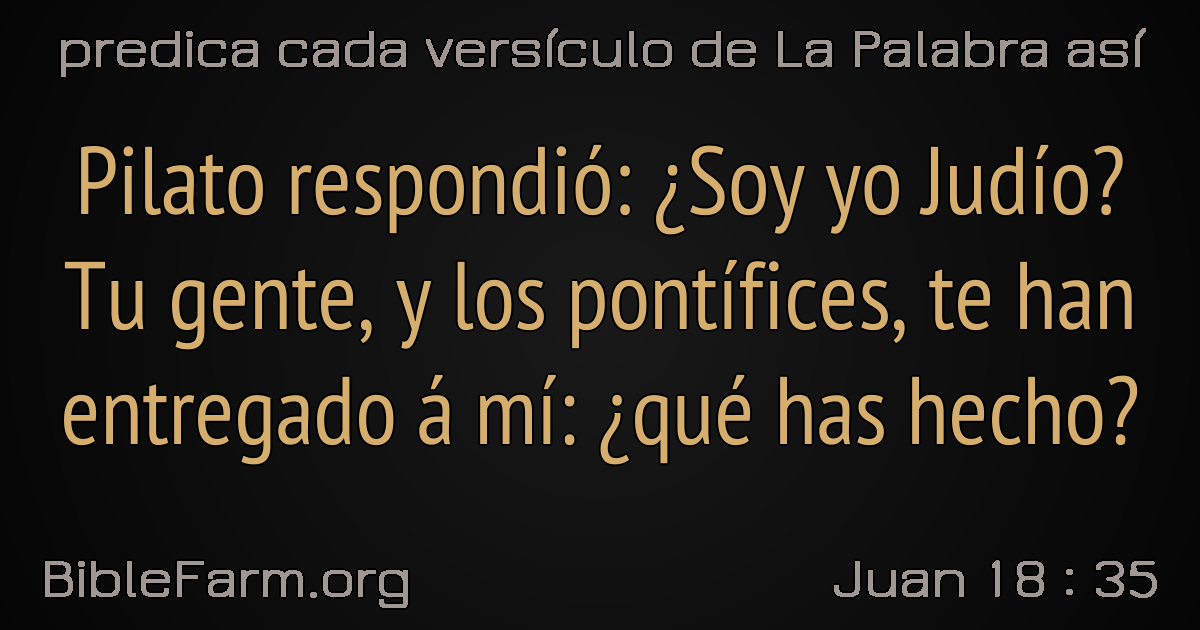 predica cada versículo de La Palabra así
Pilato respondió: ¿Soy yo Judío?
Tu gente, y los pontífices, te han
entregado á mí: ¿qué has hecho?
BibleFarm.org
Juan 18 : 35